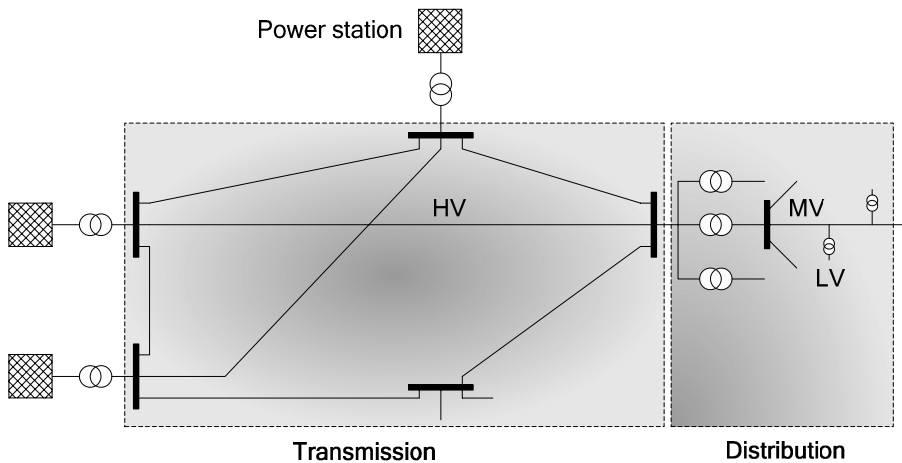 Power station
HV
MV
LV
Transmission
Distribution